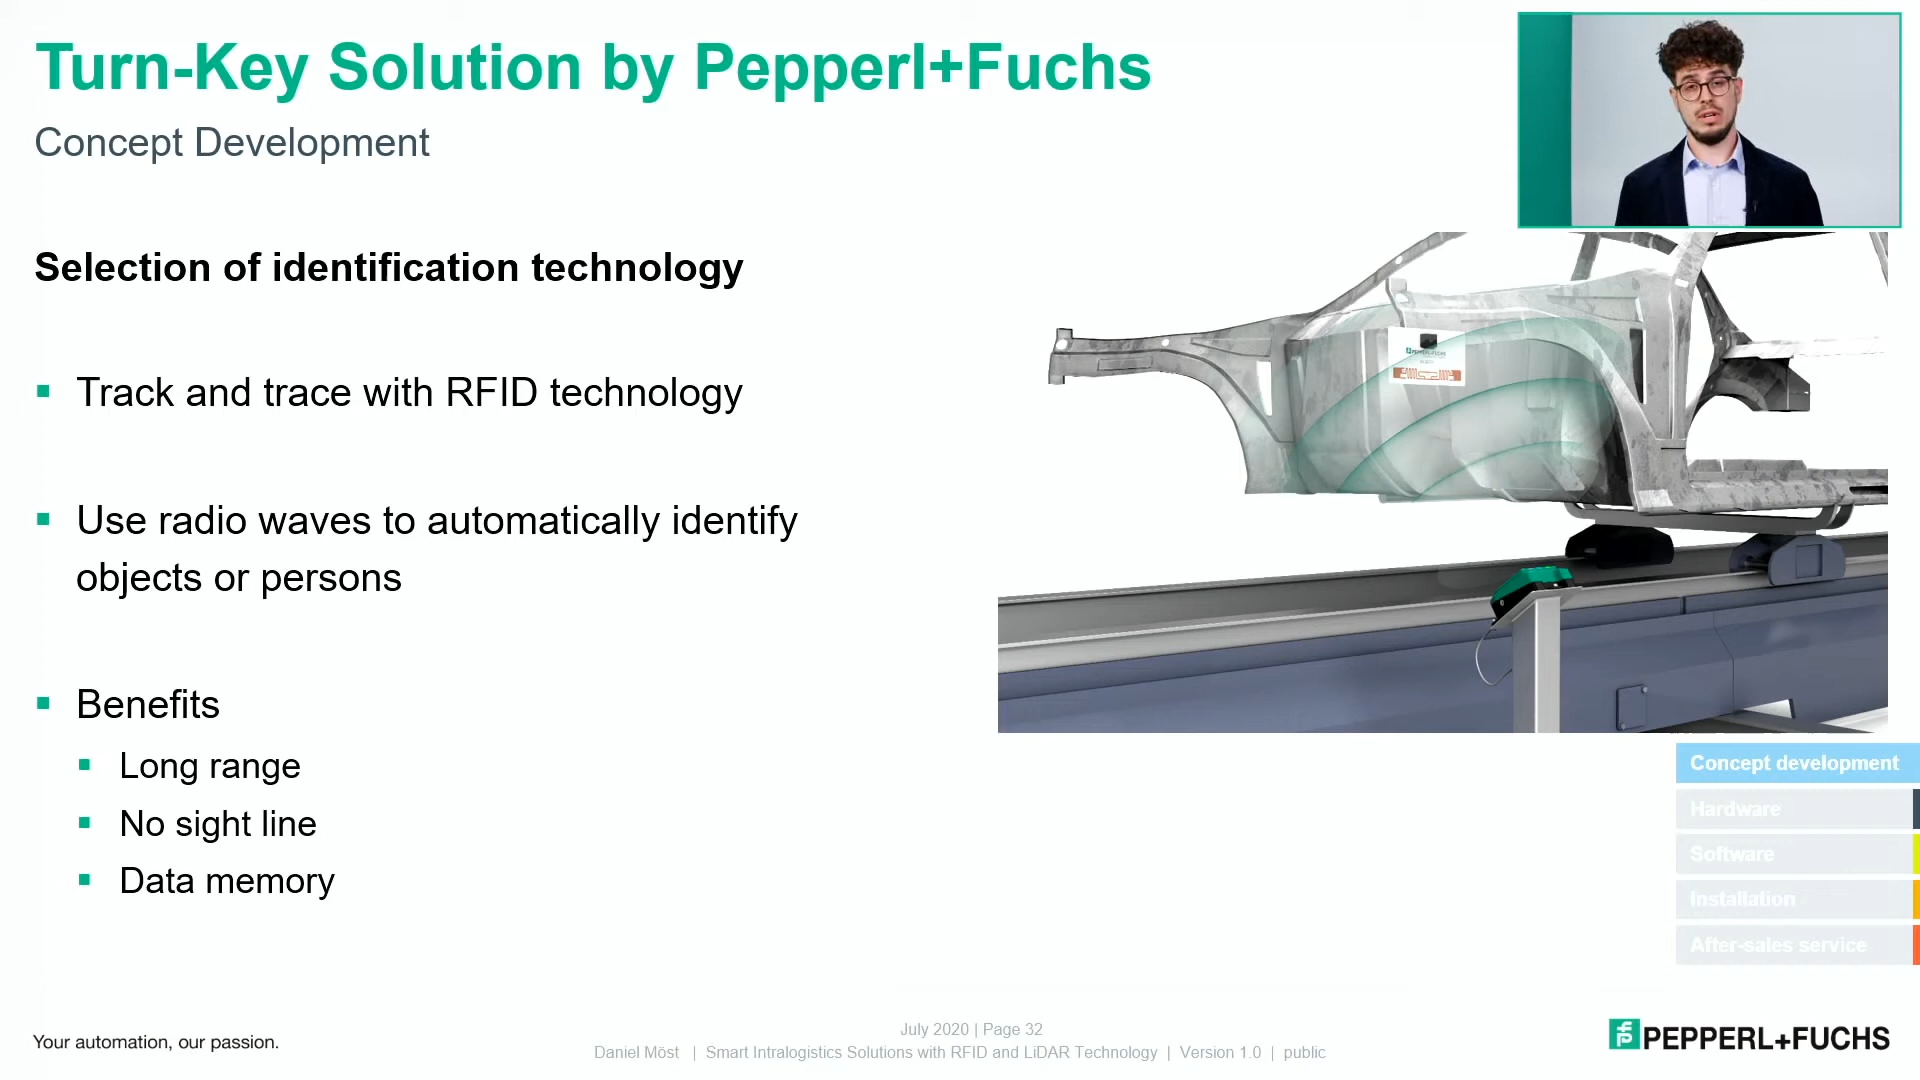 Turn-Key Solution by Pepperl+Fuchs
Concept Development
Selection of identification technology
Track and trace with RFID technology
Use radio waves to automatically identify
objects or persons
Benefits
Long range
No sight line
Data memory
PEPPERL+FUCHS
Concept development
Hardware
Software
Installation
After-sales service
Your automation, our passion.
July 2020 | Page 32
Daniel Möst | Smart Intralogistics Solutions with RFID and LiDAR Technology | Version 1.0 | public
PEPPERL+FUCHS